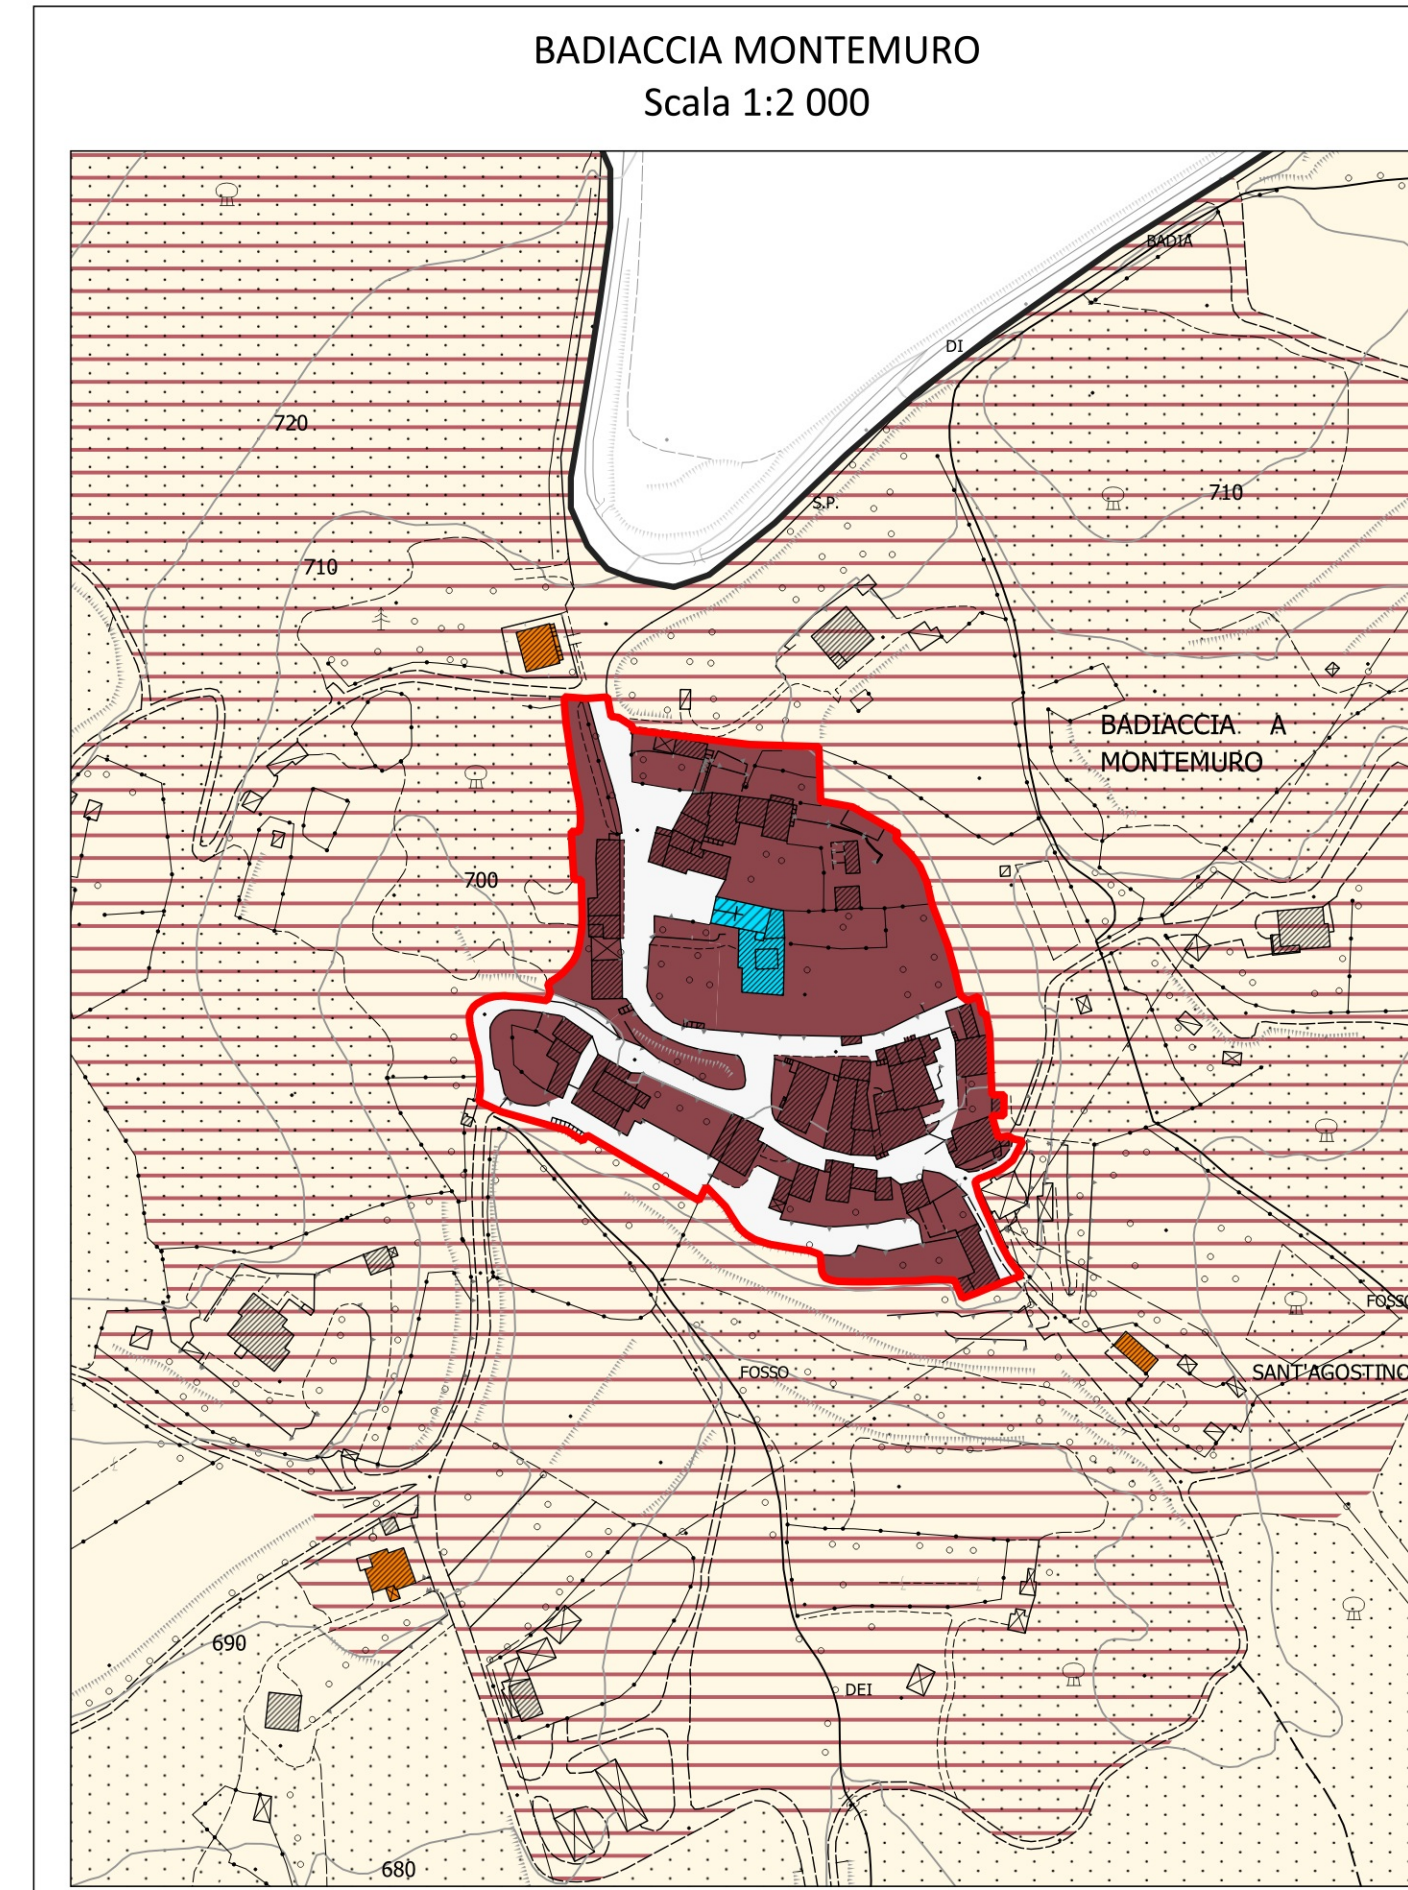 BADIACCIA MONTEMURO
Scala 1:2 000
BADIA
DI
720
710
S.P.
710
BADIACCIA A
MONTEMURO
700
FOSSO
FOSSO
SANT'AGOSTINO
690
DEI
680